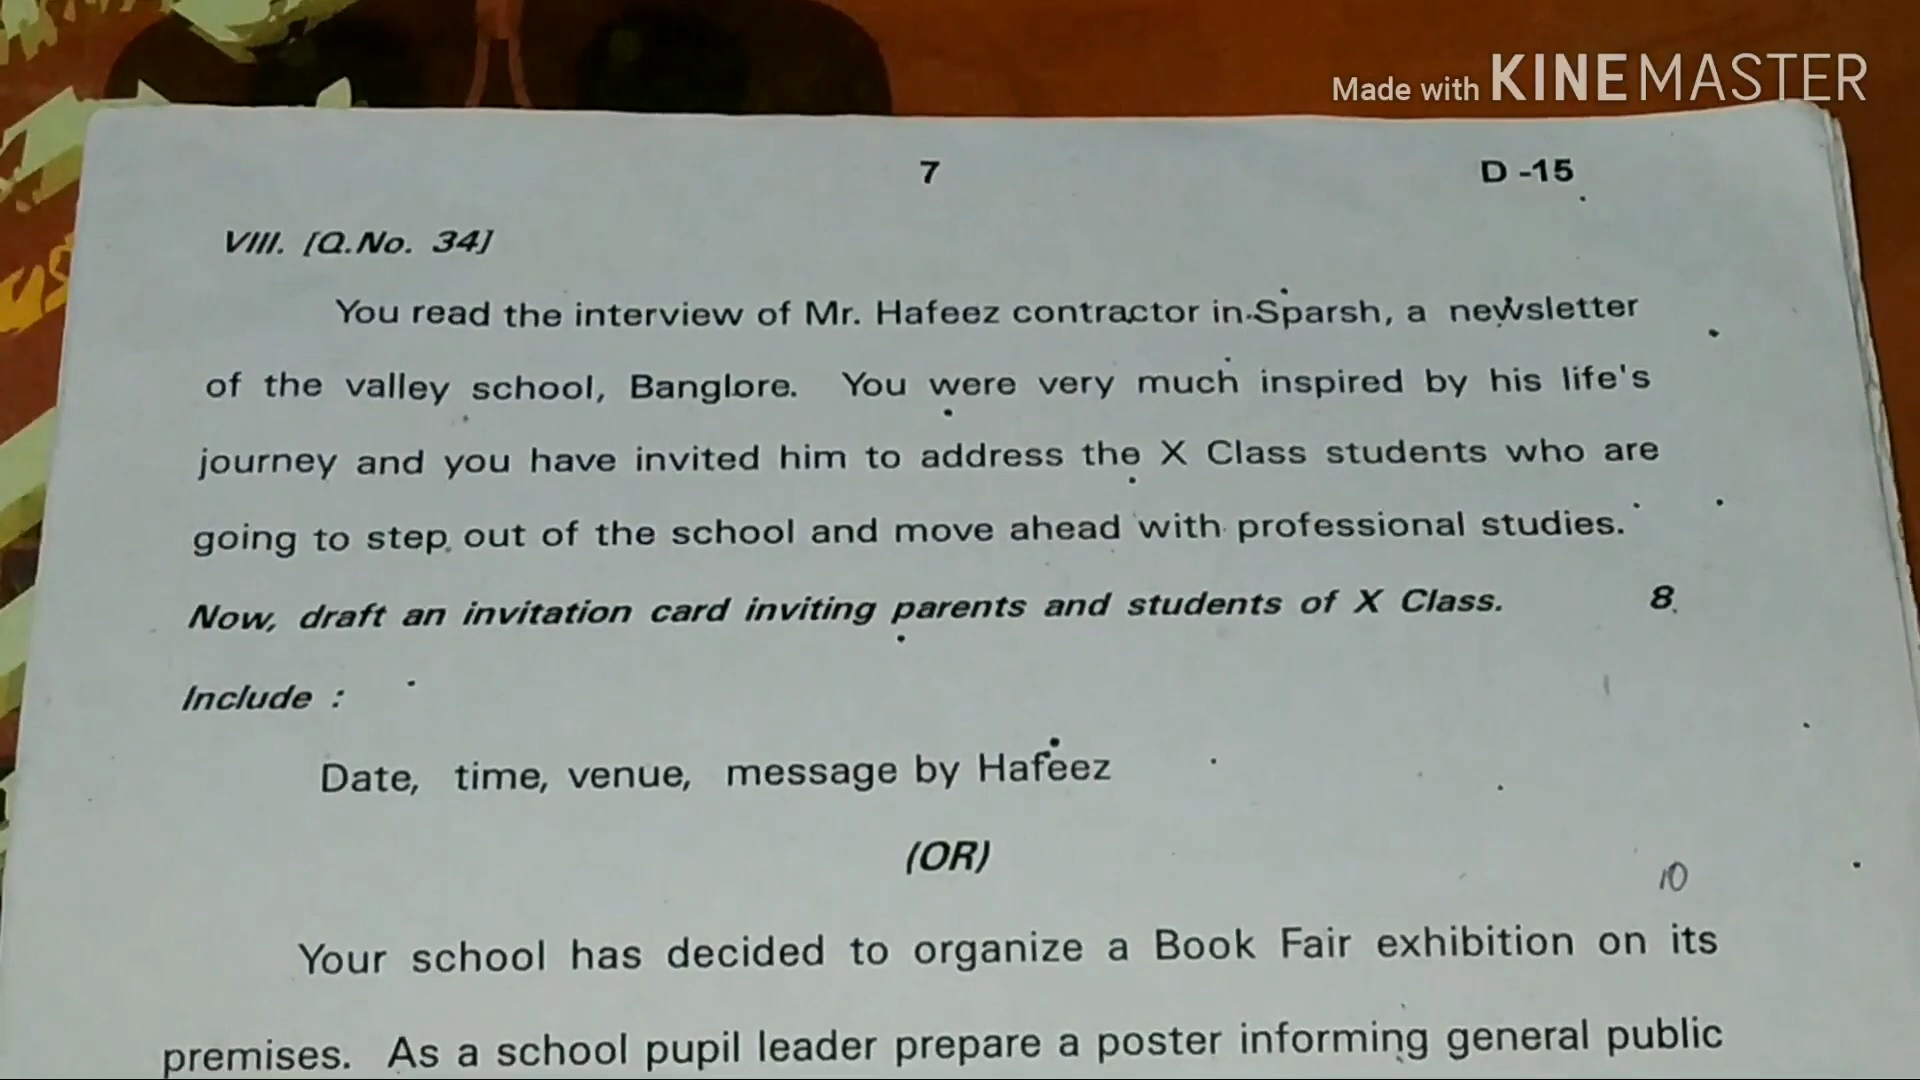 Made with KINEMASTER
7 D -15
VIII. [Q.No. 34]
You read the interview of Mr. Hafeez contractor in Sparsh, a newsletter
of the valley school, Banglore. You were very much inspired by his life's
journey and you have invited him to address the X Class students who are
going to step out of the school and move ahead with professional studies.
Now, draft an invitation card inviting parents and students of X Class. 8
Include :
Date, time, venue, message by Hafeez
(OR)
10
Your school has decided to organize a Book Fair exhibition on its
premises. As a school pupil leader prepare a poster informing general public